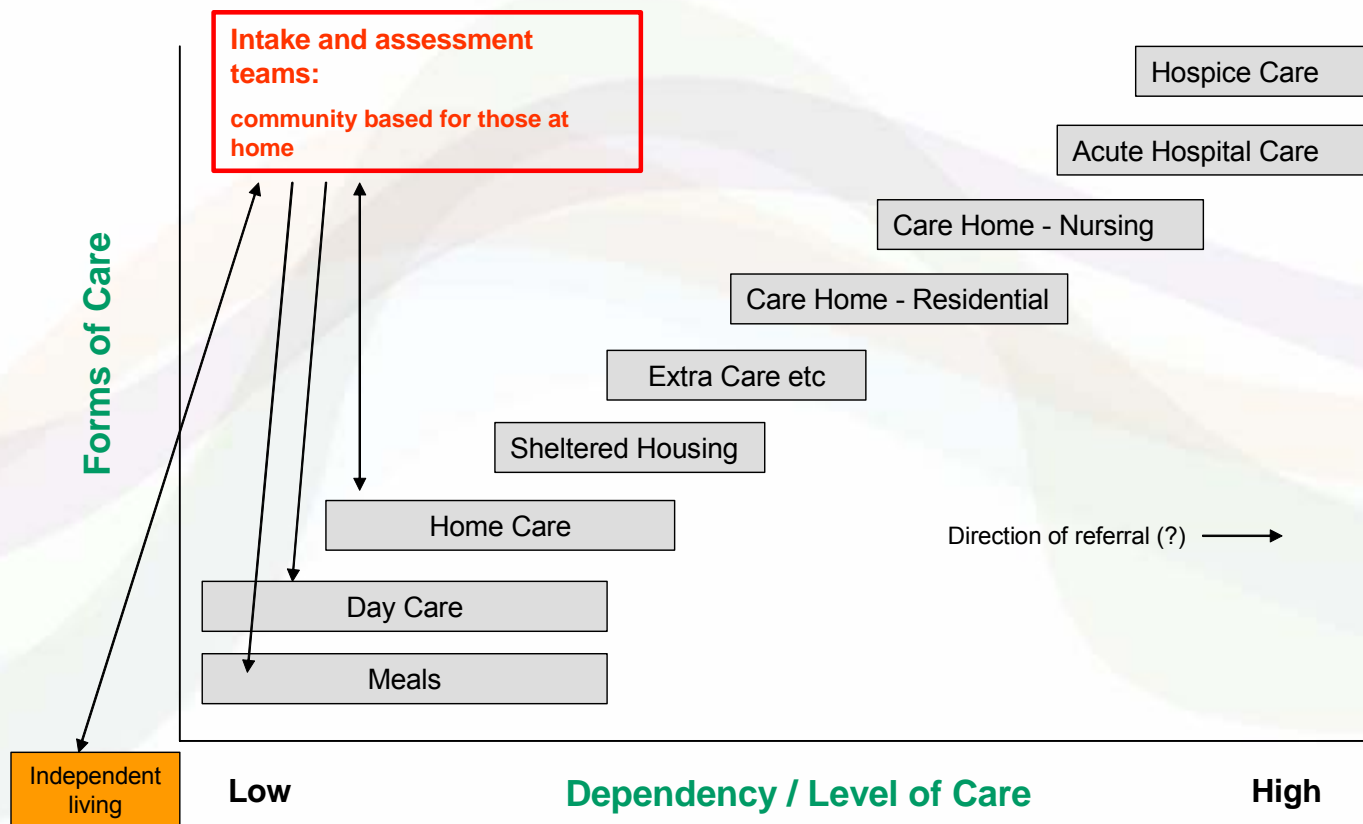 Intake and assessment
teams:
community based for those at
home
Hospice Care
Acute Hospital Care
Care Home - Nursing
Care Home - Residential
Extra Care etc
Sheltered Housing
Home Care
Direction of referral (?)
Day Care
Meals
Forms of Care
Independent
living
Low
Dependency / Level of Care
High